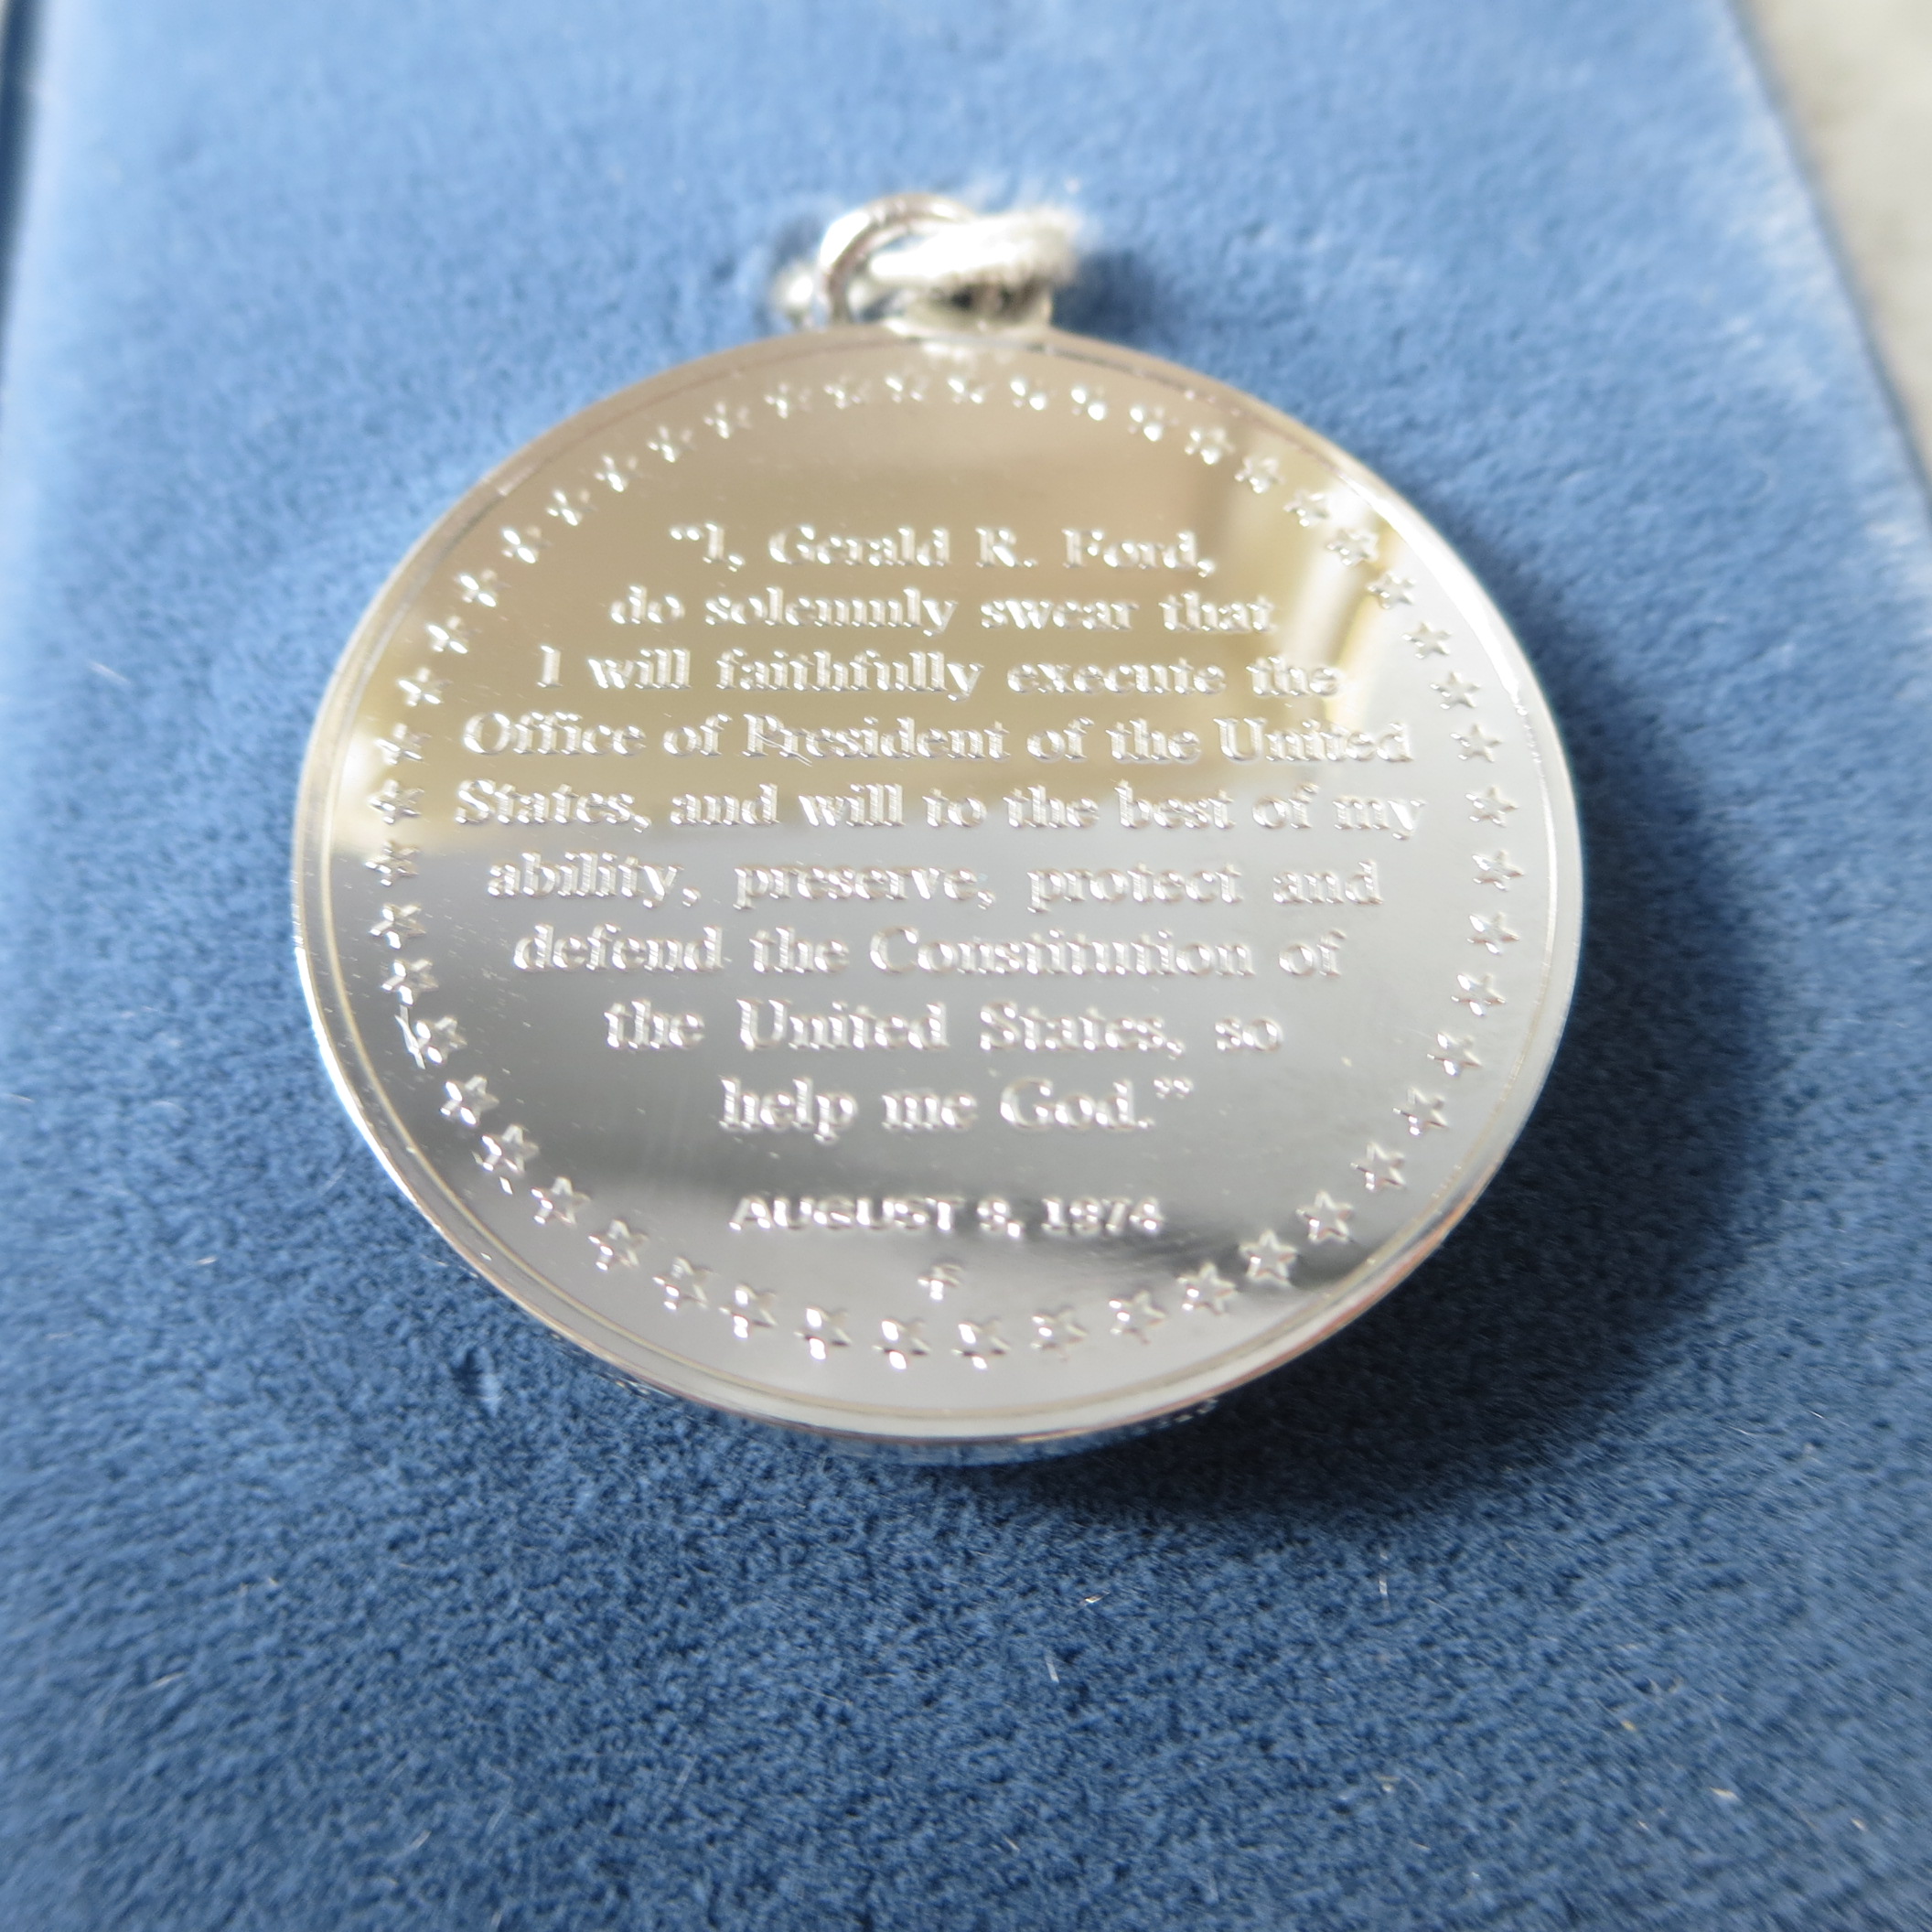 “I, Gerald R. Ford,
do solemnly swear that
I will faithfully execute the
Office of President of the United
States, and will to the best of my
ability, preserve, protect and
defend the Constitution of
the United States, so
help me God.”
AUGUST 9, 1974